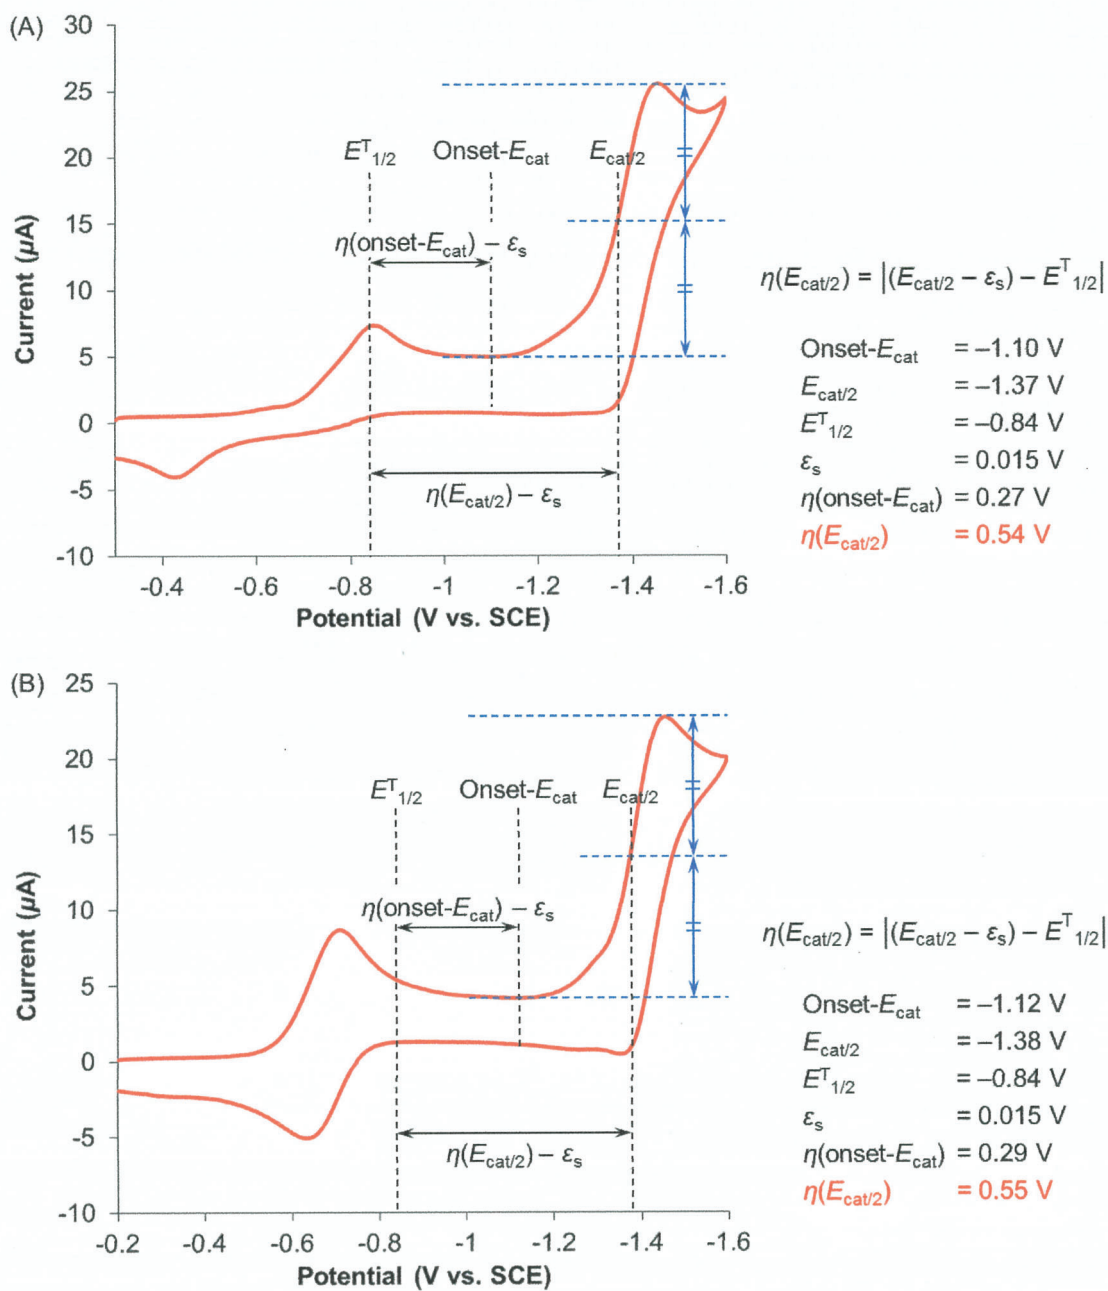 (A)
30
25
20
15
10
5
0
-5
-10
Current (µA)
E^T_1/2 Onset-E_cat E_cat/2
η(onset-E_cat) – ε_s
η(E_cat/2) – ε_s
-0.4 -0.6 -0.8 -1 -1.2 -1.4 -1.6
Potential (V vs. SCE)
η(E_cat/2) = |(E_cat/2 – ε_s) – E^T_1/2|
Onset-E_cat = –1.10 V
E_cat/2 = –1.37 V
E^T_1/2 = –0.84 V
ε_s = 0.015 V
η(onset-E_cat) = 0.27 V
η(E_cat/2) = 0.54 V
(B)
25
20
15
10
5
0
-5
-10
Current (µA)
E^T_1/2 Onset-E_cat E_cat/2
η(onset-E_cat) – ε_s
η(E_cat/2) – ε_s
-0.2 -0.4 -0.6 -0.8 -1 -1.2 -1.4 -1.6
Potential (V vs. SCE)
η(E_cat/2) = |(E_cat/2 – ε_s) – E^T_1/2|
Onset-E_cat = –1.12 V
E_cat/2 = –1.38 V
E^T_1/2 = –0.84 V
ε_s = 0.015 V
η(onset-E_cat) = 0.29 V
η(E_cat/2) = 0.55 V